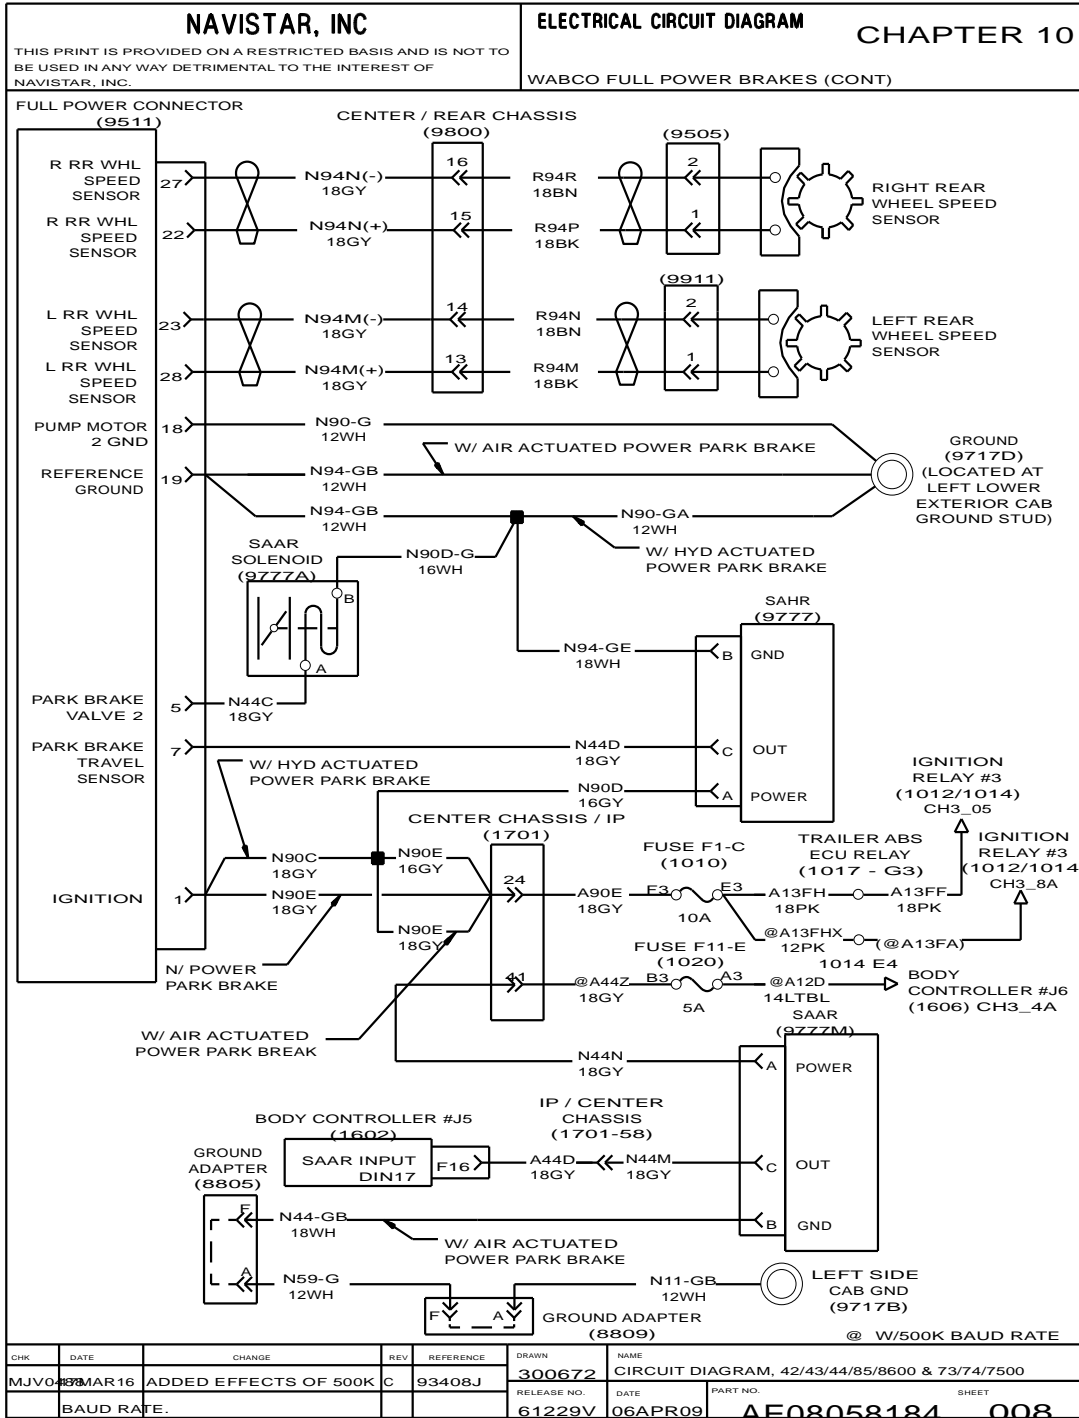 NAVISTAR, INC
THIS PRINT IS PROVIDED ON A RESTRICTED BASIS AND IS NOT TO
BE USED IN ANY WAY DETRIMENTAL TO THE INTEREST OF
NAVISTAR, INC.
ELECTRICAL CIRCUIT DIAGRAM
CHAPTER 10
WABCO FULL POWER BRAKES (CONT)
FULL POWER CONNECTOR
(9511)
CENTER / REAR CHASSIS
(9800)
(9505)
R RR WHL
SPEED
SENSOR
27
N94N(-)
18GY
16
R94R
18BN
2
R RR WHL
SPEED
SENSOR
22
N94N(+)
18GY
15
R94P
18BK
1
RIGHT REAR
WHEEL SPEED
SENSOR
(9911)
L RR WHL
SPEED
SENSOR
23
N94M(-)
18GY
14
R94N
18BN
2
L RR WHL
SPEED
SENSOR
28
N94M(+)
18GY
13
R94M
18BK
1
LEFT REAR
WHEEL SPEED
SENSOR
PUMP MOTOR
2 GND
18
N90-G
12WH
W/ AIR ACTUATED POWER PARK BRAKE
REFERENCE
GROUND
19
N94-GB
12WH
N94-GB
12WH
N90-GA
12WH
GROUND
(9717D)
(LOCATED AT
LEFT LOWER
EXTERIOR CAB
GROUND STUD)
W/ HYD ACTUATED
POWER PARK BRAKE
SAAR
SOLENOID
(9777A)
N90D-G
16WH
B
A
SAHR
(9777)
N94-GE
18WH
B
GND
PARK BRAKE
VALVE 2
5
N44C
18GY
PARK BRAKE
TRAVEL
SENSOR
7
N44D
18GY
C
OUT
W/ HYD ACTUATED
POWER PARK BRAKE
N90D
16GY
A
POWER
IGNITION
RELAY #3
(1012/1014)
CH3_05
CENTER CHASSIS / IP
(1701)
FUSE F1-C
(1010)
TRAILER ABS
ECU RELAY
(1017 - G3)
IGNITION
RELAY #3
(1012/1014
CH3_8A
N90C
18GY
N90E
16GY
IGNITION
1
N90E
18GY
24
A90E
18GY
F3
E3
10A
A13FH
18PK
A13FF
18PK
N90E
18GY
@A13FHX
12PK
(@A13FA)
1014 E4
N/ POWER
PARK BRAKE
FUSE F11-E
(1020)
41
@A44Z
18GY
B3
A3
5A
@A12D
14LTBL
BODY
CONTROLLER #J6
(1606) CH3_4A
W/ AIR ACTUATED
POWER PARK BREAK
SAAR
(9777M)
N44N
18GY
A
POWER
IP / CENTER
CHASSIS
(1701-58)
BODY CONTROLLER #J5
(1602)
SAAR INPUT
DIN17
F16
A44D
18GY
N44M
18GY
C
OUT
GROUND
ADAPTER
(8805)
F
N44-GB
18WH
B
GND
W/ AIR ACTUATED
POWER PARK BRAKE
A
N59-G
12WH
F
A
N11-GB
12WH
LEFT SIDE
CAB GND
(9717B)
GROUND ADAPTER
(8809)
@ W/500K BAUD RATE
CHK
DATE
CHANGE
REV
REFERENCE
DRAWN
300672
NAME
CIRCUIT DIAGRAM, 42/43/44/85/8600 & 73/74/7500
MAR16
ADDED EFFECTS OF 500K
C
93408J
BAUD RATE.
RELEASE NO.
61229V
DATE
06APR09
PART NO.
AE08058184
SHEET
008